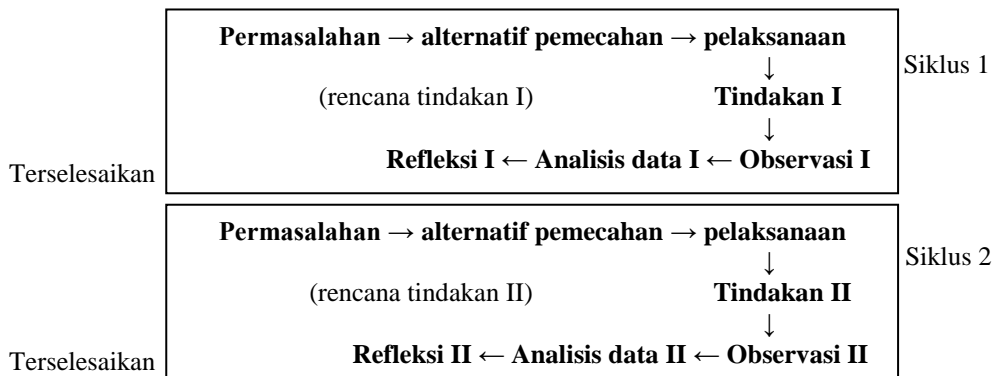 Permasalahan → alternatif pemecahan → pelaksanaan
↓
Siklus 1
(rencana tindakan I) Tindakan I
↓
Refleksi I ← Analisis data I ← Observasi I
Terselesaikan
Permasalahan → alternatif pemecahan → pelaksanaan
↓
Siklus 2
(rencana tindakan II) Tindakan II
↓
Refleksi II ← Analisis data II ← Observasi II
Terselesaikan